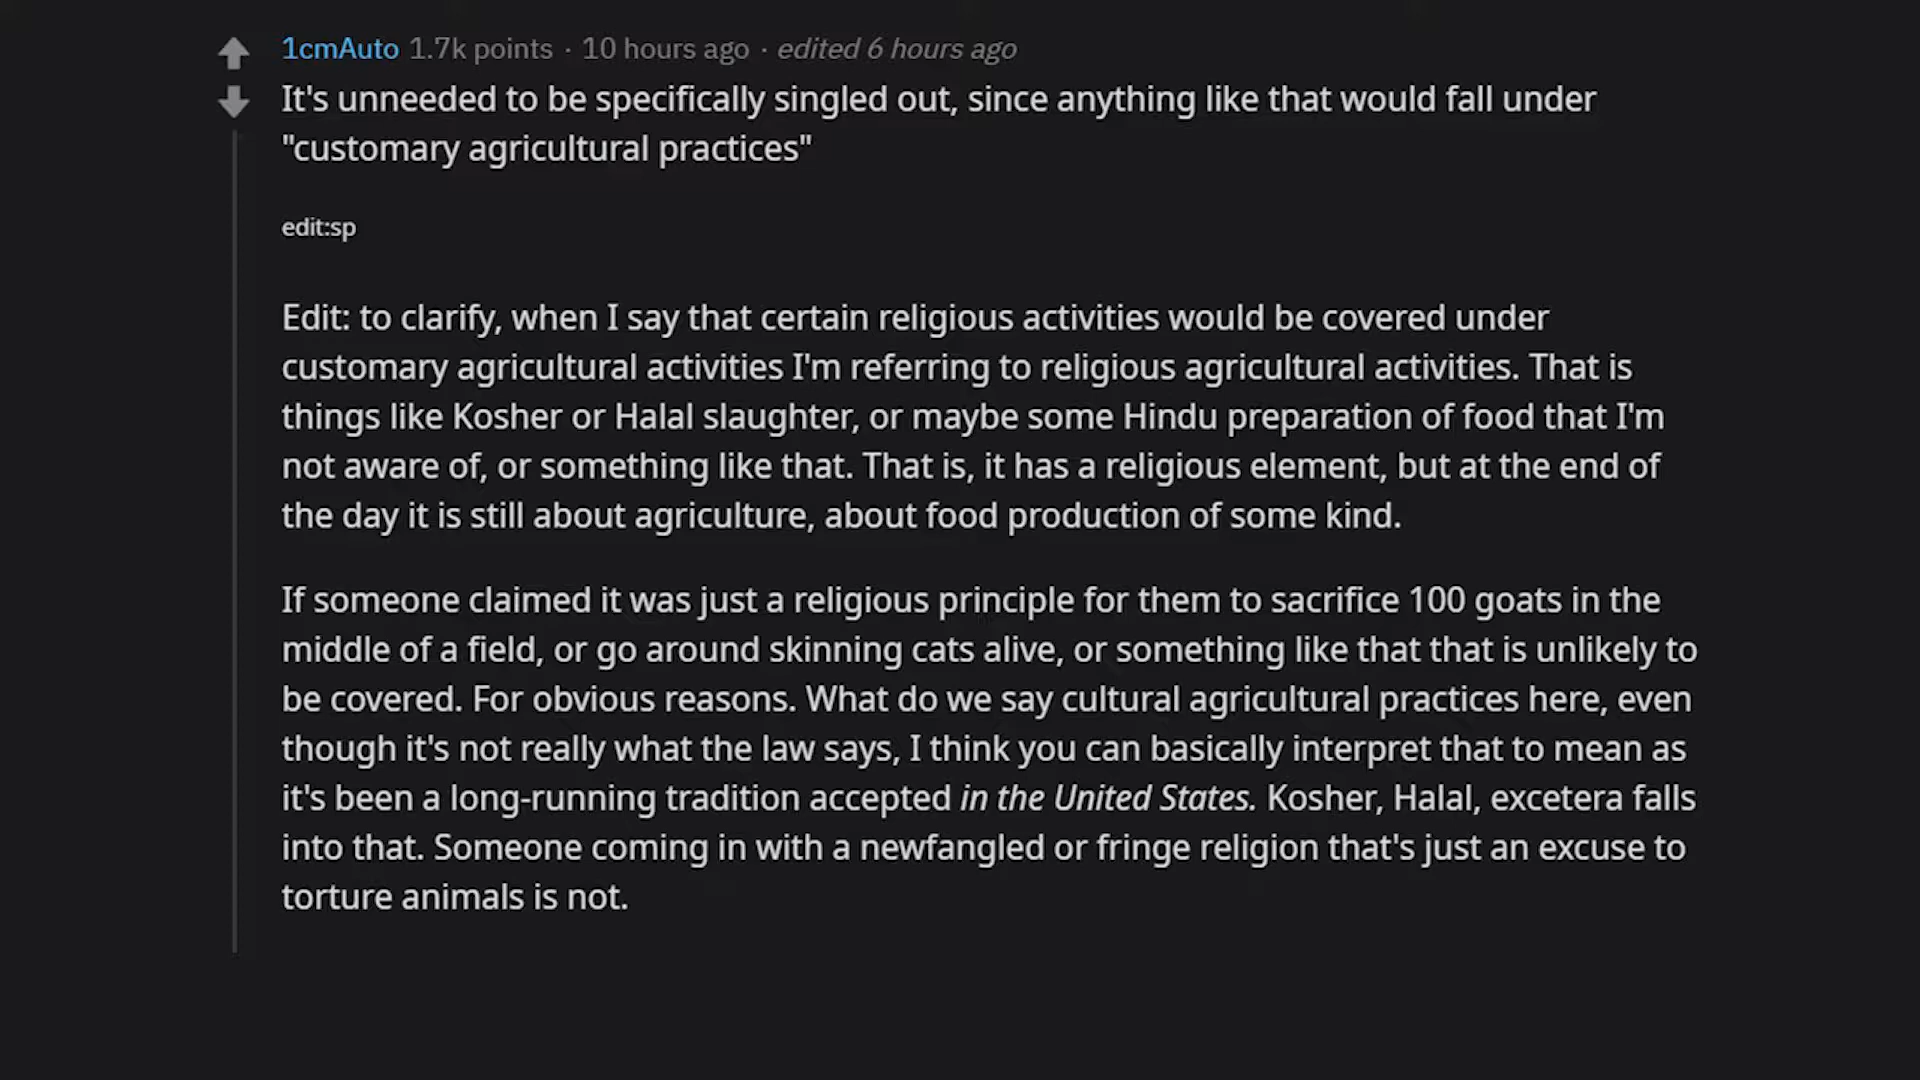 1cmAuto 1.7k points · 10 hours ago · edited 6 hours ago
It's unneeded to be specifically singled out, since anything like that would fall under
"customary agricultural practices"
edit:sp
Edit: to clarify, when I say that certain religious activities would be covered under
customary agricultural activities I'm referring to religious agricultural activities. That is
things like Kosher or Halal slaughter, or maybe some Hindu preparation of food that I'm
not aware of, or something like that. That is, it has a religious element, but at the end of
the day it is still about agriculture, about food production of some kind.
If someone claimed it was just a religious principle for them to sacrifice 100 goats in the
middle of a field, or go around skinning cats alive, or something like that that is unlikely to
be covered. For obvious reasons. What do we say cultural agricultural practices here, even
though it's not really what the law says, I think you can basically interpret that to mean as
it's been a long-running tradition accepted in the United States. Kosher, Halal, excetera falls
into that. Someone coming in with a newfangled or fringe religion that's just an excuse to
torture animals is not.